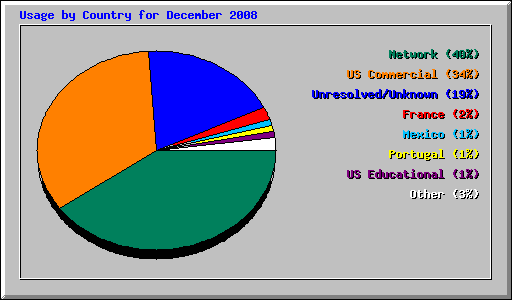 Usage by Country for December 2008
Network (40%)
US Commercial (34%)
Unresolved/Unknown (19%)
France (2%)
Mexico (1%)
Portugal (1%)
US Educational (1%)
Other (3%)